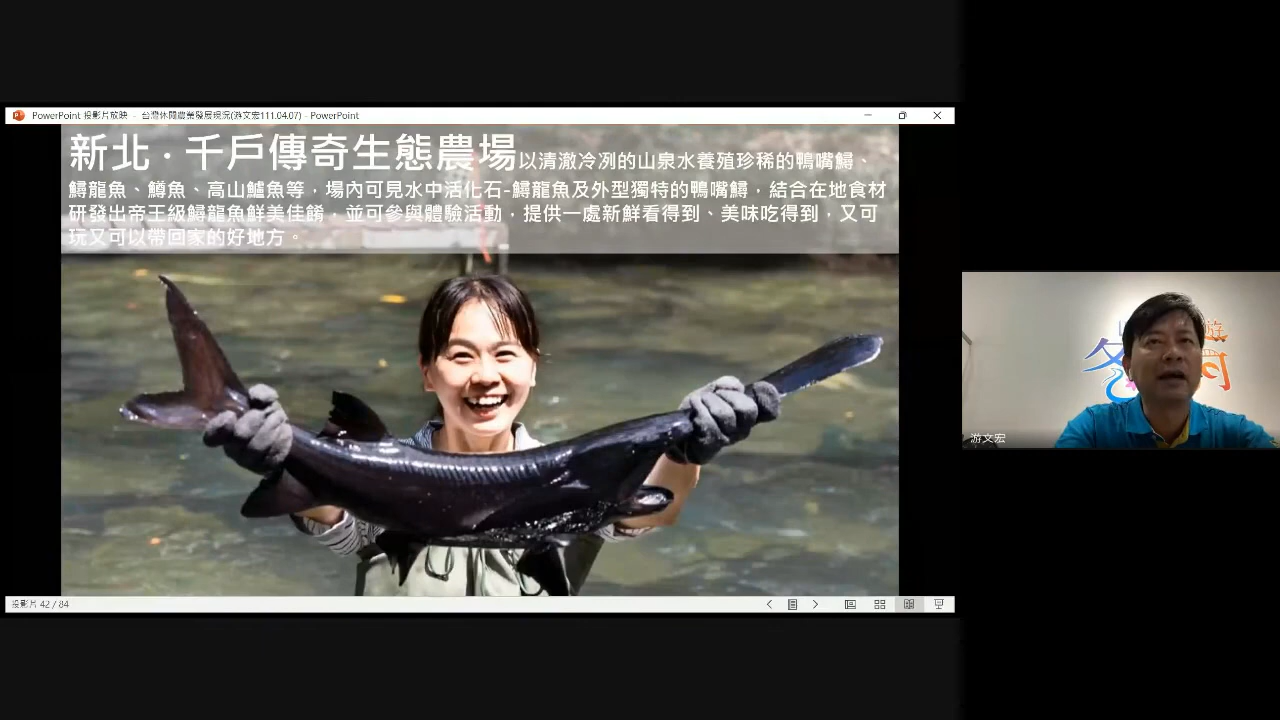 PowerPoint 投影片放映 - 台灣休閒農業發展現況(游文宏111.04.07) - PowerPoint
新北．千戶傳奇生態農場以清澈冷冽的山泉水養殖珍稀的鴨嘴鱘、
鱘龍魚、鱒魚、高山鱸魚等，場內可見水中活化石-鱘龍魚及外型獨特的鴨嘴鱘，結合在地食材
研發出帝王級鱘龍魚鮮美佳餚，並可參與體驗活動，提供一處新鮮看得到、美味吃得到，又可
玩又可以帶回家的好地方。
游文宏
投影片 42 / 84